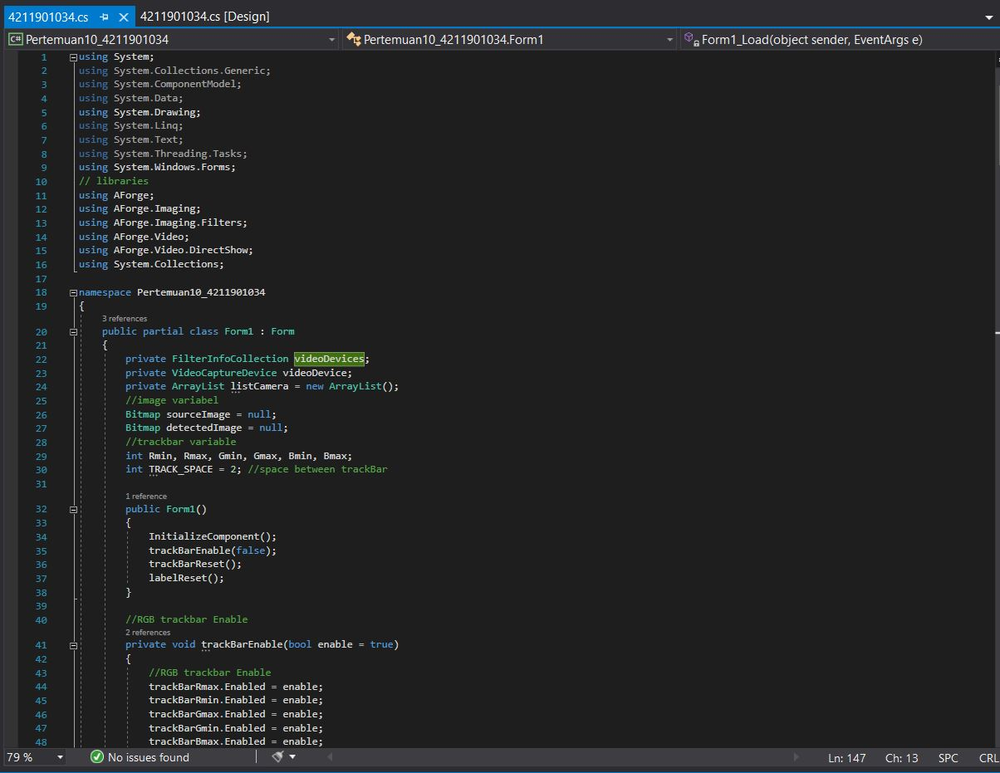 4211901034.cs 4211901034.cs [Design]
C# Pertemuan10_4211901034 Pertemuan10_4211901034.Form1 Form1_Load(object sender, EventArgs e)
1 using System;
2 using System.Collections.Generic;
3 using System.ComponentModel;
4 using System.Data;
5 using System.Drawing;
6 using System.Linq;
7 using System.Text;
8 using System.Threading.Tasks;
9 using System.Windows.Forms;
10 // libraries
11 using AForge;
12 using AForge.Imaging;
13 using AForge.Imaging.Filters;
14 using AForge.Video;
15 using AForge.Video.DirectShow;
16 using System.Collections;
17
18 namespace Pertemuan10_4211901034
19 {
3 references
20 public partial class Form1 : Form
21 {
22 private FilterInfoCollection videoDevices;
23 private VideoCaptureDevice videoDevice;
24 private ArrayList listCamera = new ArrayList();
25 //image variabel
26 Bitmap sourceImage = null;
27 Bitmap detectedImage = null;
28 //trackbar variable
29 int Rmin, Rmax, Gmin, Gmax, Bmin, Bmax;
30 int TRACK_SPACE = 2; //space between trackBar
31
1 reference
32 public Form1()
33 {
34 InitializeComponent();
35 trackBarEnable(false);
36 trackBarReset();
37 labelReset();
38 }
39
40 //RGB trackbar Enable
2 references
41 private void trackBarEnable(bool enable = true)
42 {
43 //RGB trackbar Enable
44 trackBarRmax.Enabled = enable;
45 trackBarRmin.Enabled = enable;
46 trackBarGmax.Enabled = enable;
47 trackBarGmin.Enabled = enable;
48 trackBarBmax.Enabled = enable;
79 % No issues found Ln: 147 Ch: 13 SPC CRL